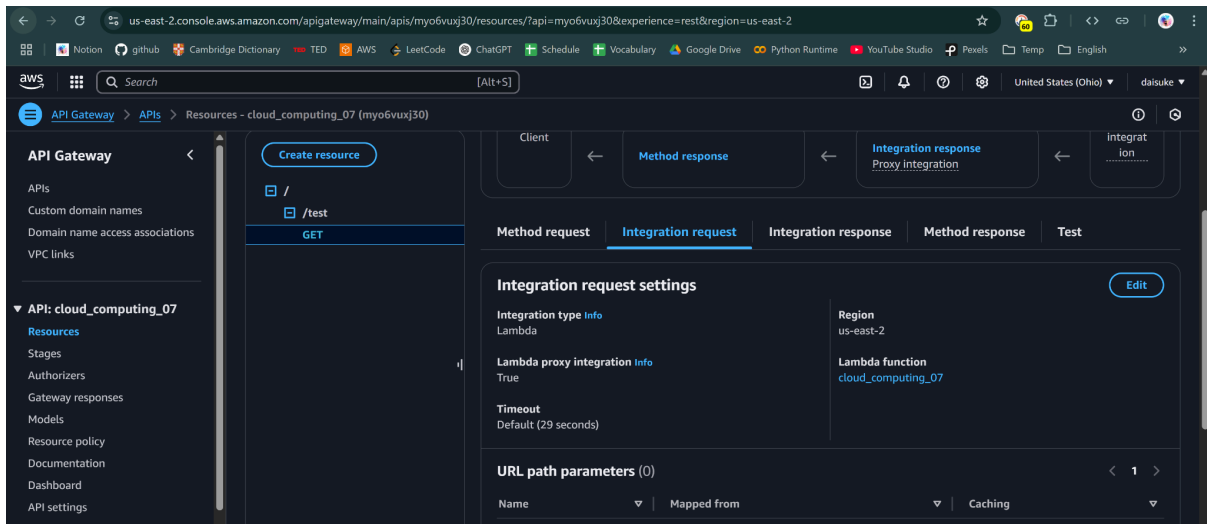 us-east-2.console.aws.amazon.com/apigateway/main/apis/myo6vuxj30/resources/?api=myo6vuxj30&experience=rest&region=us-east-2
60
Notion github Cambridge Dictionary TED TED AWS LeetCode ChatGPT Schedule Vocabulary Google Drive Python Runtime YouTube Studio Pexels Temp English »
aws Search [Alt+S] United States (Ohio) ▼ daisuke ▼
API Gateway > APIs > Resources - cloud_computing_07 (myo6vuxj30)
API Gateway
APIs
Custom domain names
Domain name access associations
VPC links
▼ API: cloud_computing_07
Resources
Stages
Authorizers
Gateway responses
Models
Resource policy
Documentation
Dashboard
API settings
Create resource
/
/test
GET
Client
Method response
Integration response
Proxy integration
integrat
ion
Method request Integration request Integration response Method response Test
Integration request settings Edit
Integration type Info
Lambda
Region
us-east-2
Lambda proxy integration Info
True
Lambda function
cloud_computing_07
Timeout
Default (29 seconds)
URL path parameters (0) < 1 >
Name Mapped from Caching